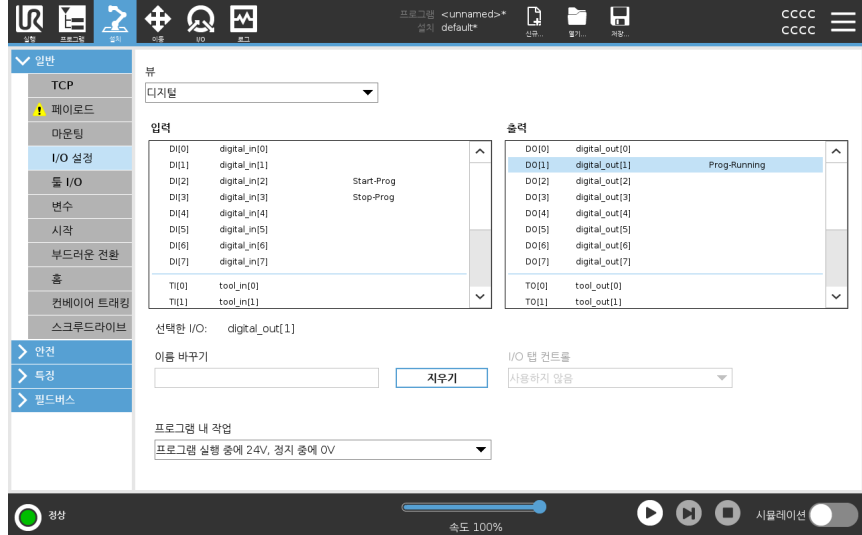 UR
실행
프로그램
설치
이동
I/O
로그
프로그램 <unnamed>*
설치 default*
신규...
열기...
저장...
cccc
cccc
일반
TCP
페이로드
마운팅
I/O 설정
툴 I/O
변수
시작
부드러운 전환
홈
컨베이어 트래킹
스크루드라이브
안전
특징
필드버스
뷰
디지털
입력
DI[0] digital_in[0]
DI[1] digital_in[1]
DI[2] digital_in[2] Start-Prog
DI[3] digital_in[3] Stop-Prog
DI[4] digital_in[4]
DI[5] digital_in[5]
DI[6] digital_in[6]
DI[7] digital_in[7]
TI[0] tool_in[0]
TI[1] tool_in[1]
출력
DO[0] digital_out[0]
DO[1] digital_out[1] Prog-Running
DO[2] digital_out[2]
DO[3] digital_out[3]
DO[4] digital_out[4]
DO[5] digital_out[5]
DO[6] digital_out[6]
DO[7] digital_out[7]
TO[0] tool_out[0]
TO[1] tool_out[1]
선택한 I/O: digital_out[1]
이름 바꾸기
지우기
I/O 탭 컨트롤
사용하지 않음
프로그램 내 작업
프로그램 실행 중에 24V, 정지 중에 0V
정상
속도 100%
시뮬레이션